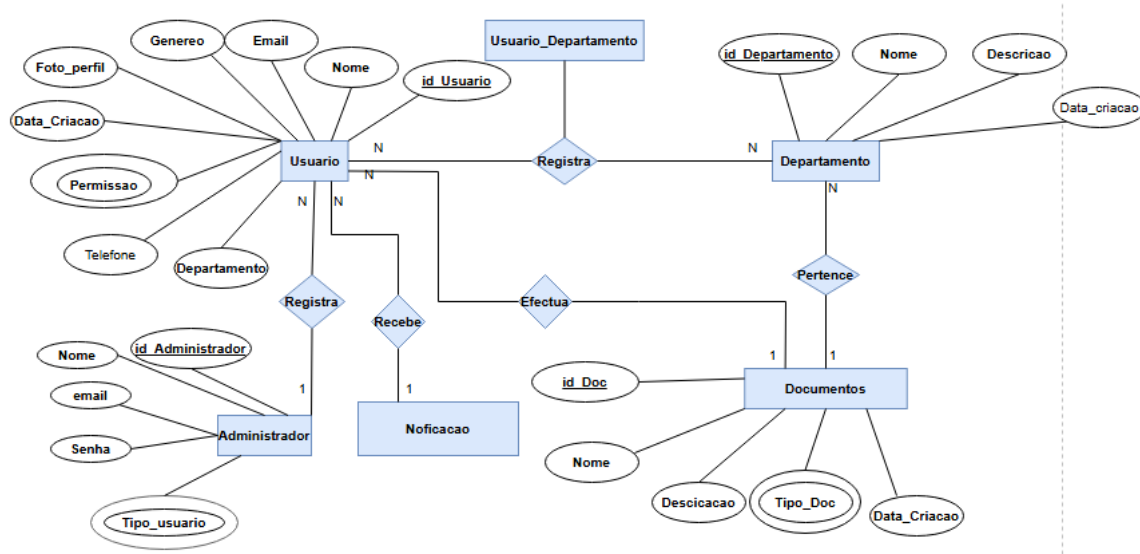 Genereo
Email
Usuario_Departamento
id_Departamento
Nome
Descricao
Foto_perfil
Nome
id_Usuario
Data_Criacao
Data_criacao
Usuario
N
Registra
N
Departamento
N
Permissao
N
N
N
Telefone
Departamento
Pertence
Registra
Recebe
Efectua
Nome
id_Administrador
1
1
id_Doc
Documentos
email
1
1
Administrador
Noficacao
Senha
Nome
Descicacao
Tipo_Doc
Data_Criacao
Tipo_usuario